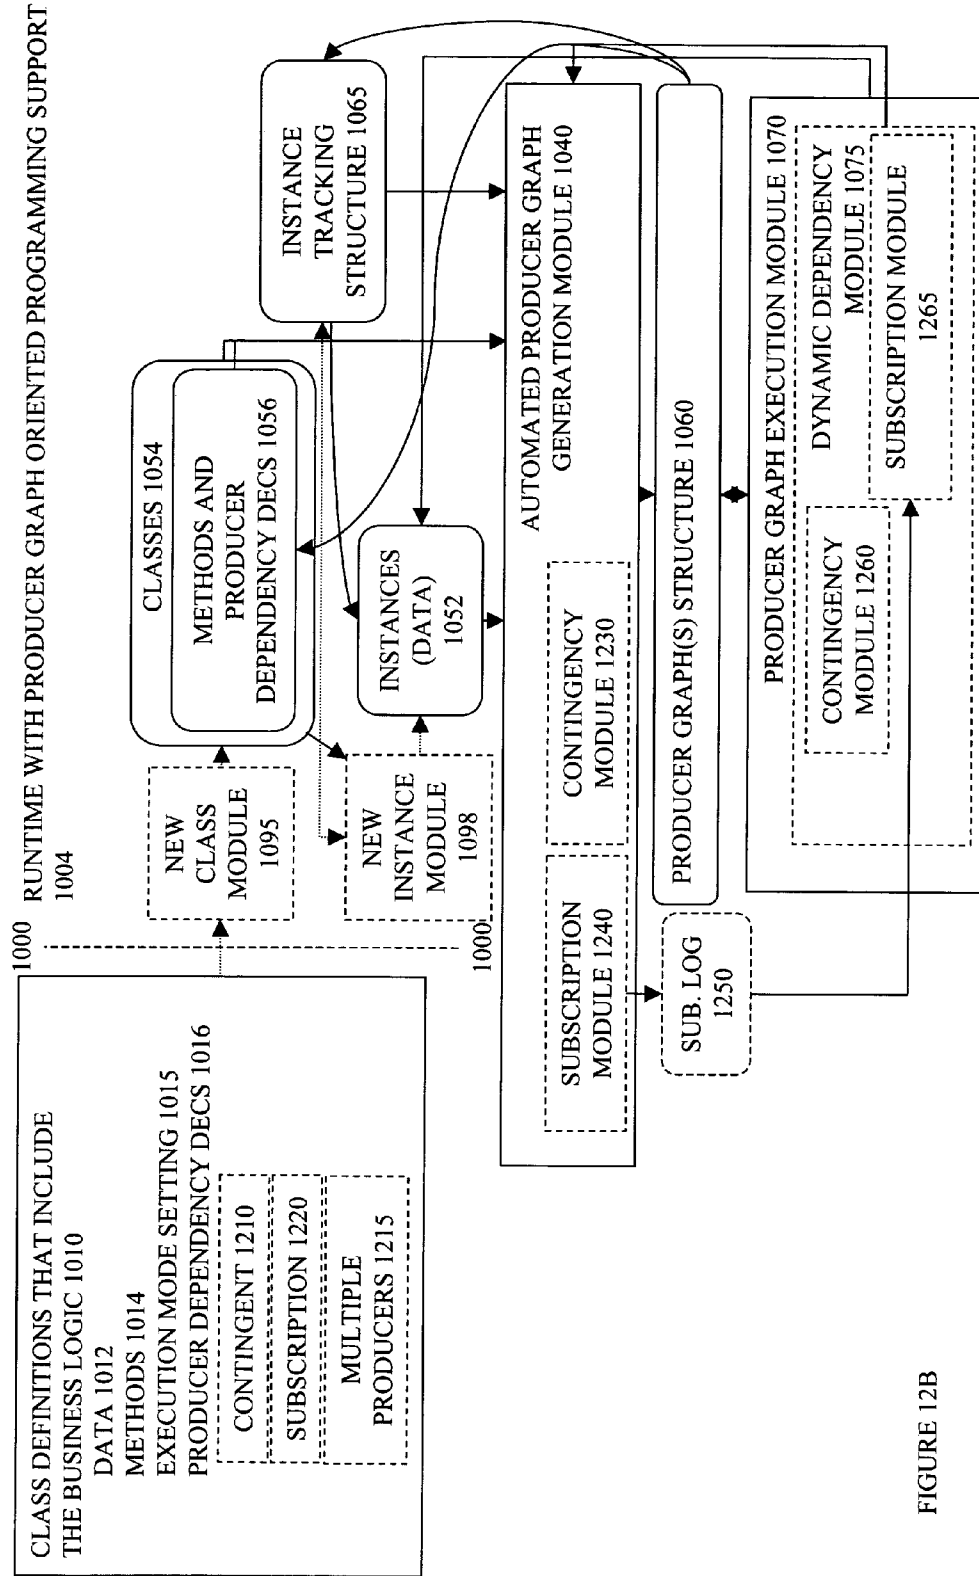 1000
RUNTIME WITH PRODUCER GRAPH ORIENTED PROGRAMMING SUPPORT
1004
CLASS DEFINITIONS THAT INCLUDE
THE BUSINESS LOGIC 1010
DATA 1012
METHODS 1014
EXECUTION MODE SETTING 1015
PRODUCER DEPENDENCY DECS 1016
CONTINGENT 1210
SUBSCRIPTION 1220
MULTIPLE
PRODUCERS 1215
NEW
CLASS
MODULE
1095
CLASSES 1054
METHODS AND
PRODUCER
DEPENDENCY DECS 1056
INSTANCE
TRACKING
STRUCTURE 1065
NEW
INSTANCE
MODULE
1098
INSTANCES
(DATA)
1052
1000
AUTOMATED PRODUCER GRAPH
GENERATION MODULE 1040
SUBSCRIPTION
MODULE 1240
CONTINGENCY
MODULE 1230
SUB. LOG
1250
PRODUCER GRAPH(S) STRUCTURE 1060
PRODUCER GRAPH EXECUTION MODULE 1070
DYNAMIC DEPENDENCY
MODULE 1075
CONTINGENCY
MODULE 1260
SUBSCRIPTION MODULE
1265
FIGURE 12B